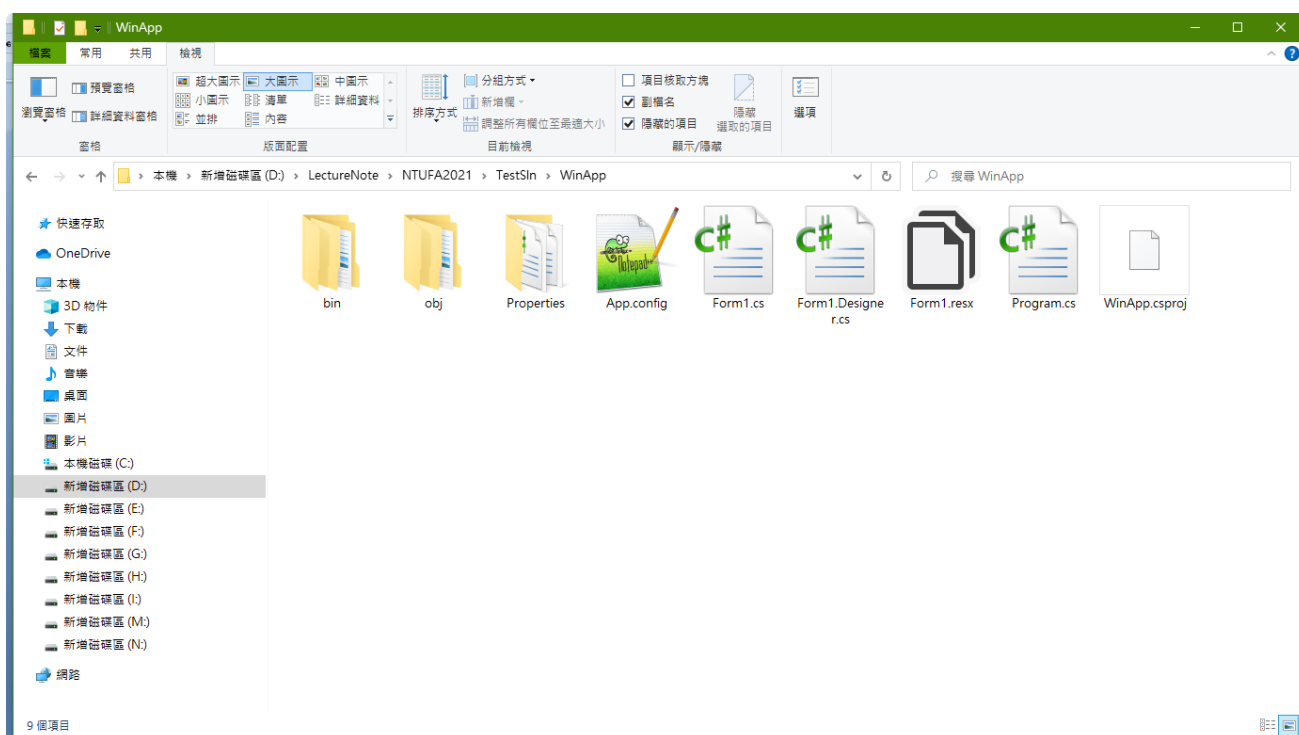 WinApp
檔案 常用 共用 檢視
瀏覽窗格
預覽窗格
詳細資料窗格
窗格
超大圖示 大圖示 中圖示
小圖示 清單 詳細資料
並排 內容
版面配置
排序方式
分組方式
新增欄
調整所有欄位至最適大小
目前檢視
項目核取方塊
副檔名
隱藏的項目
隱藏
選取的項目
顯示/隱藏
選項
本機 › 新增磁碟區 (D:) › LectureNote › NTUFA2021 › TestSln › WinApp
搜尋 WinApp
快速存取
OneDrive
本機
3D 物件
下載
文件
音樂
桌面
圖片
影片
本機磁碟 (C:)
新增磁碟區 (D:)
新增磁碟區 (E:)
新增磁碟區 (F:)
新增磁碟區 (G:)
新增磁碟區 (H:)
新增磁碟區 (I:)
新增磁碟區 (M:)
新增磁碟區 (N:)
網路
bin
obj
Properties
Notepad++
App.config
C#
Form1.cs
C#
Form1.Designe
r.cs
Form1.resx
C#
Program.cs
WinApp.csproj
9 個項目